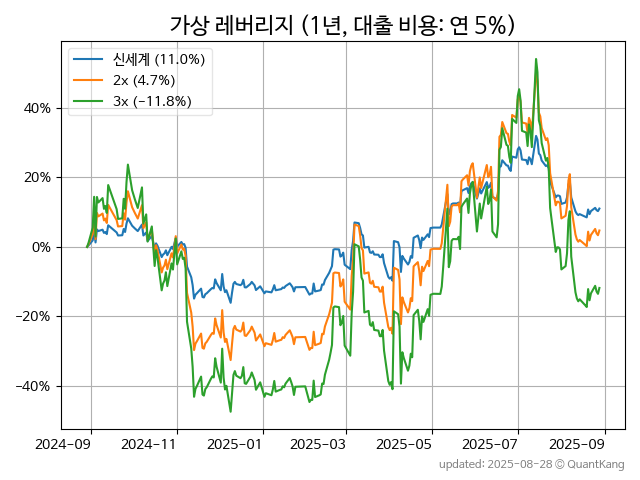 가상 레버리지 (1년, 대출 비용: 연 5%)
신세계 (11.0%)
2x (4.7%)
3x (−11.8%)
40%
20%
0%
−20%
−40%
2024-09 2024-11 2025-01 2025-03 2025-05 2025-07 2025-09
updated: 2025-08-28 © QuantKang